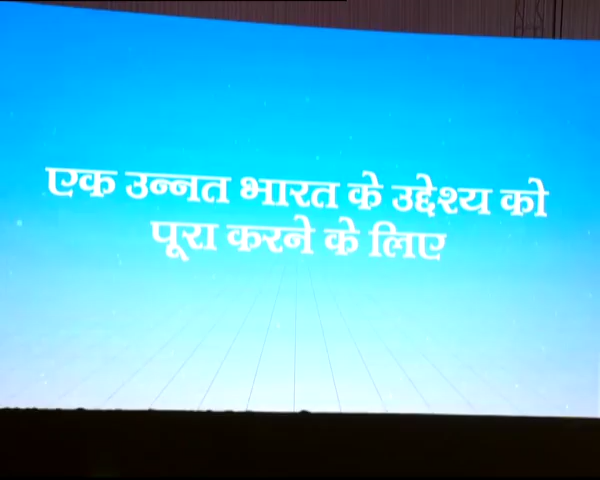 एक उन्नत भारत के उद्देश्य को
पूरा करने के लिए